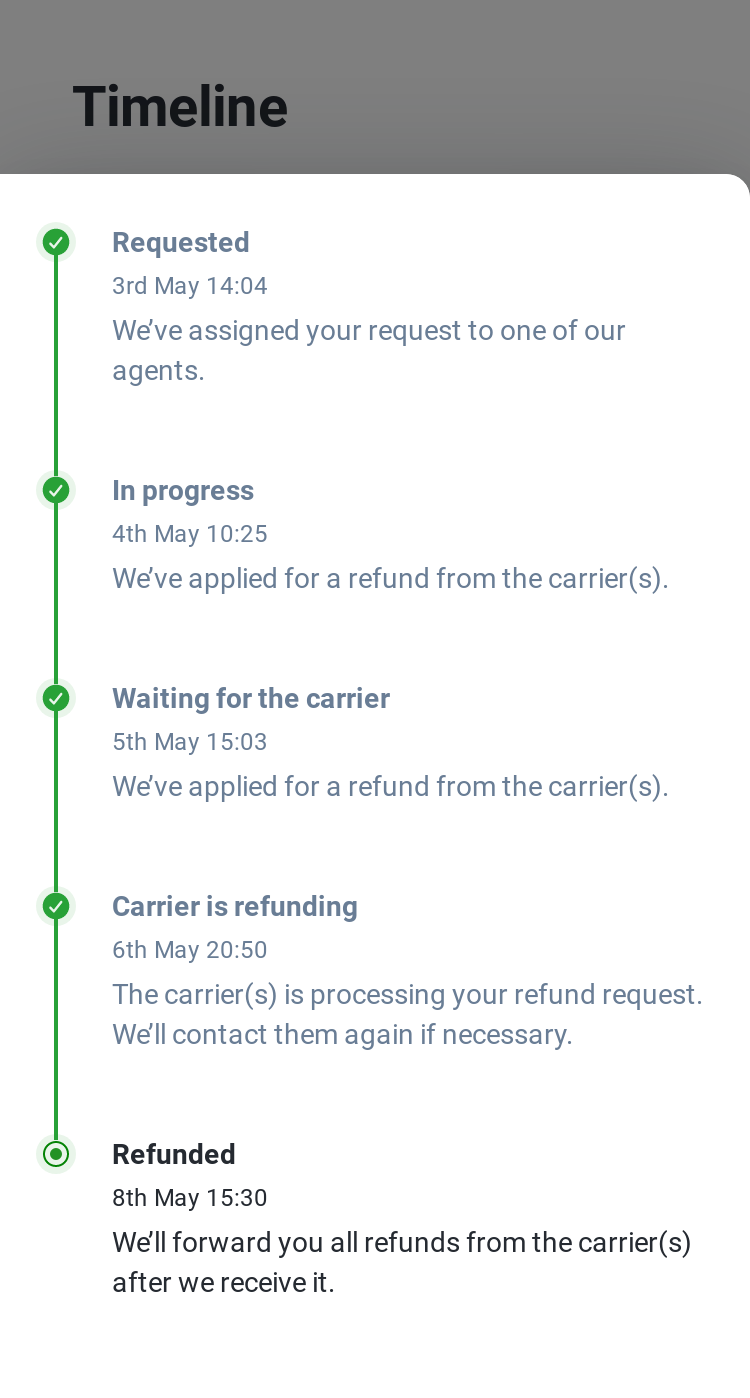 Timeline
Requested
3rd May 14:04
We’ve assigned your request to one of our
agents.
In progress
4th May 10:25
We’ve applied for a refund from the carrier(s).
Waiting for the carrier
5th May 15:03
We’ve applied for a refund from the carrier(s).
Carrier is refunding
6th May 20:50
The carrier(s) is processing your refund request.
We’ll contact them again if necessary.
Refunded
8th May 15:30
We’ll forward you all refunds from the carrier(s)
after we receive it.